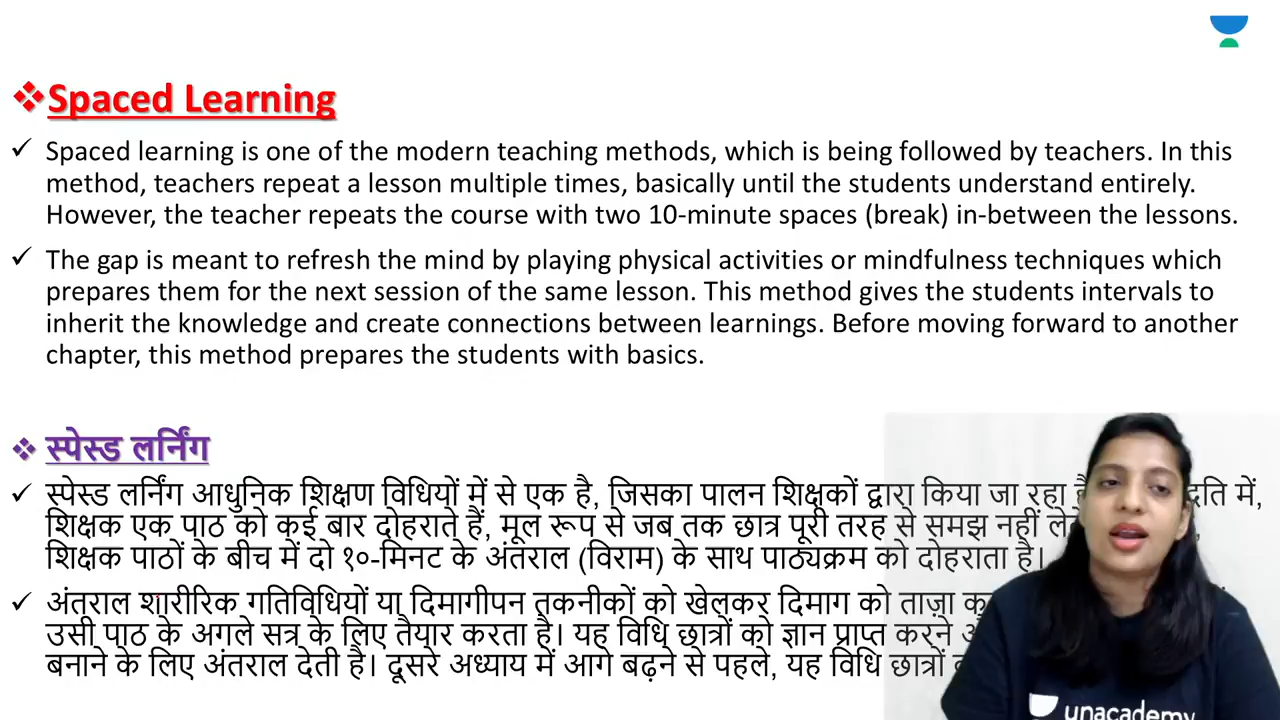 ❖Spaced Learning
✓ Spaced learning is one of the modern teaching methods, which is being followed by teachers. In this
method, teachers repeat a lesson multiple times, basically until the students understand entirely.
However, the teacher repeats the course with two 10-minute spaces (break) in-between the lessons.
✓ The gap is meant to refresh the mind by playing physical activities or mindfulness techniques which
prepares them for the next session of the same lesson. This method gives the students intervals to
inherit the knowledge and create connections between learnings. Before moving forward to another
chapter, this method prepares the students with basics.
❖ स्पेस्ड लर्निंग
✓ स्पेस्ड लर्निंग आधुनिक शिक्षण विधियों में से एक है, जिसका पालन शिक्षकों द्वारा किया जा रहा में,
शिक्षक एक पाठ को कई बार दोहराते हैं, मूल रूप से जब तक छात्र पूरी तरह से समझ नहीं
शिक्षक पाठों के बीच में दो १०-मिनट के अंतराल (विराम) के साथ पाठ्यक्रम को दोहराता है।
✓ अंतराल शारीरिक गतिविधियों या दिमागीपन तकनीकों को खेलकर दिमाग को ताज़ा
उसी पाठ के अगले सत्र के लिए तैयार करता है। यह विधि छात्रों को ज्ञान प्राप्त करने
बनाने के लिए अंतराल देती है। दूसरे अध्याय में आगे बढ़ने से पहले, यह विधि छात्रों
unacademy